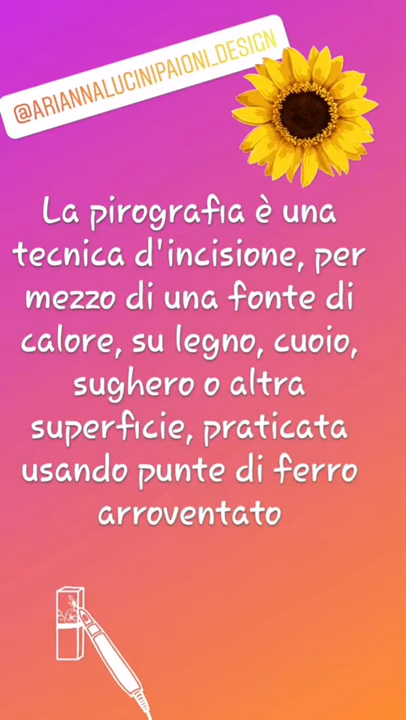 @ARIANNALUCINIPAIONI_DESIGN
La pirografia è una
tecnica d'incisione, per
mezzo di una fonte di
calore, su legno, cuoio,
sughero o altra
superficie, praticata
usando punte di ferro
arroventato